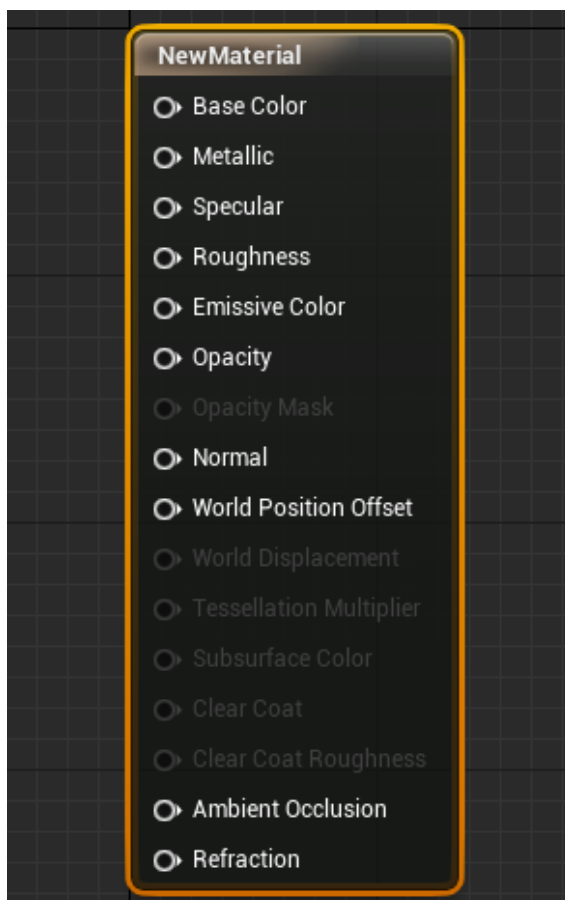 NewMaterial
Base Color
Metallic
Specular
Roughness
Emissive Color
Opacity
Opacity Mask
Normal
World Position Offset
World Displacement
Tessellation Multiplier
Subsurface Color
Clear Coat
Clear Coat Roughness
Ambient Occlusion
Refraction